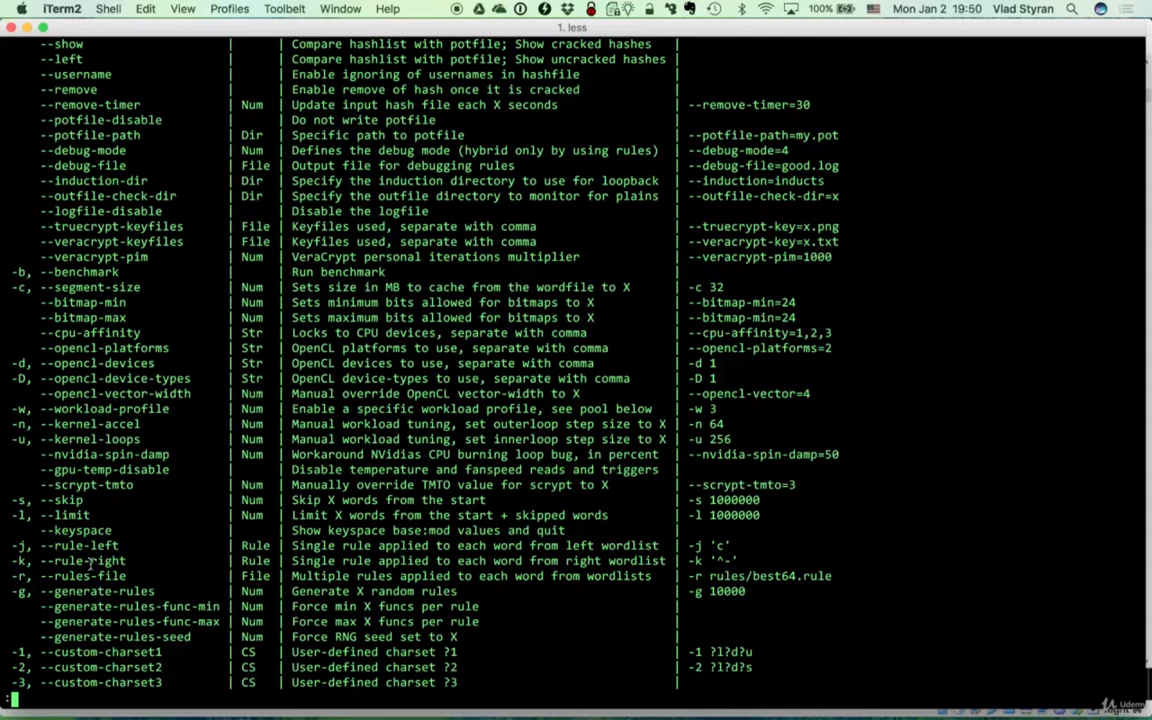 iTerm2 Shell Edit View Profiles Toolbelt Window Help 100% Mon Jan 2 19:50 Vlad Styran
1. less
--show | | Compare hashlist with potfile; Show cracked hashes |
--left | | Compare hashlist with potfile; Show uncracked hashes |
--username | | Enable ignoring of usernames in hashfile |
--remove | | Enable remove of hash once it is cracked |
--remove-timer | Num | Update input hash file each X seconds | --remove-timer=30
--potfile-disable | | Do not write potfile |
--potfile-path | Dir | Specific path to potfile | --potfile-path=my.pot
--debug-mode | Num | Defines the debug mode (hybrid only by using rules) | --debug-mode=4
--debug-file | File | Output file for debugging rules | --debug-file=good.log
--induction-dir | Dir | Specify the induction directory to use for loopback | --induction=inducts
--outfile-check-dir | Dir | Specify the outfile directory to monitor for plains | --outfile-check-dir=x
--logfile-disable | | Disable the logfile |
--truecrypt-keyfiles | File | Keyfiles used, separate with comma | --truecrypt-key=x.png
--veracrypt-keyfiles | File | Keyfiles used, separate with comma | --veracrypt-key=x.txt
--veracrypt-pim | Num | VeraCrypt personal iterations multiplier | --veracrypt-pim=1000
-b, --benchmark | | Run benchmark |
-c, --segment-size | Num | Sets size in MB to cache from the wordfile to X | -c 32
--bitmap-min | Num | Sets minimum bits allowed for bitmaps to X | --bitmap-min=24
--bitmap-max | Num | Sets maximum bits allowed for bitmaps to X | --bitmap-min=24
--cpu-affinity | Str | Locks to CPU devices, separate with comma | --cpu-affinity=1,2,3
--opencl-platforms | Str | OpenCL platforms to use, separate with comma | --opencl-platforms=2
-d, --opencl-devices | Str | OpenCL devices to use, separate with comma | -d 1
-D, --opencl-device-types | Str | OpenCL device-types to use, separate with comma | -D 1
--opencl-vector-width | Num | Manual override OpenCL vector-width to X | --opencl-vector=4
-w, --workload-profile | Num | Enable a specific workload profile, see pool below | -w 3
-n, --kernel-accel | Num | Manual workload tuning, set outerloop step size to X | -n 64
-u, --kernel-loops | Num | Manual workload tuning, set innerloop step size to X | -u 256
--nvidia-spin-damp | Num | Workaround NVidias CPU burning loop bug, in percent | --nvidia-spin-damp=50
--gpu-temp-disable | | Disable temperature and fanspeed reads and triggers |
--scrypt-tmto | Num | Manually override TMTO value for scrypt to X | --scrypt-tmto=3
-s, --skip | Num | Skip X words from the start | -s 1000000
-l, --limit | Num | Limit X words from the start + skipped words | -l 1000000
--keyspace | | Show keyspace base:mod values and quit |
-j, --rule-left | Rule | Single rule applied to each word from left wordlist | -j 'c'
-k, --rule-right | Rule | Single rule applied to each word from right wordlist | -k '^-'
-r, --rules-file | File | Multiple rules applied to each word from wordlists | -r rules/best64.rule
-g, --generate-rules | Num | Generate X random rules | -g 10000
--generate-rules-func-min | Num | Force min X funcs per rule |
--generate-rules-func-max | Num | Force max X funcs per rule |
--generate-rules-seed | Num | Force RNG seed set to X |
-1, --custom-charset1 | CS | User-defined charset ?1 | -1 ?l?d?u
-2, --custom-charset2 | CS | User-defined charset ?2 | -2 ?l?d?s
-3, --custom-charset3 | CS | User-defined charset ?3 |
:
Udemy